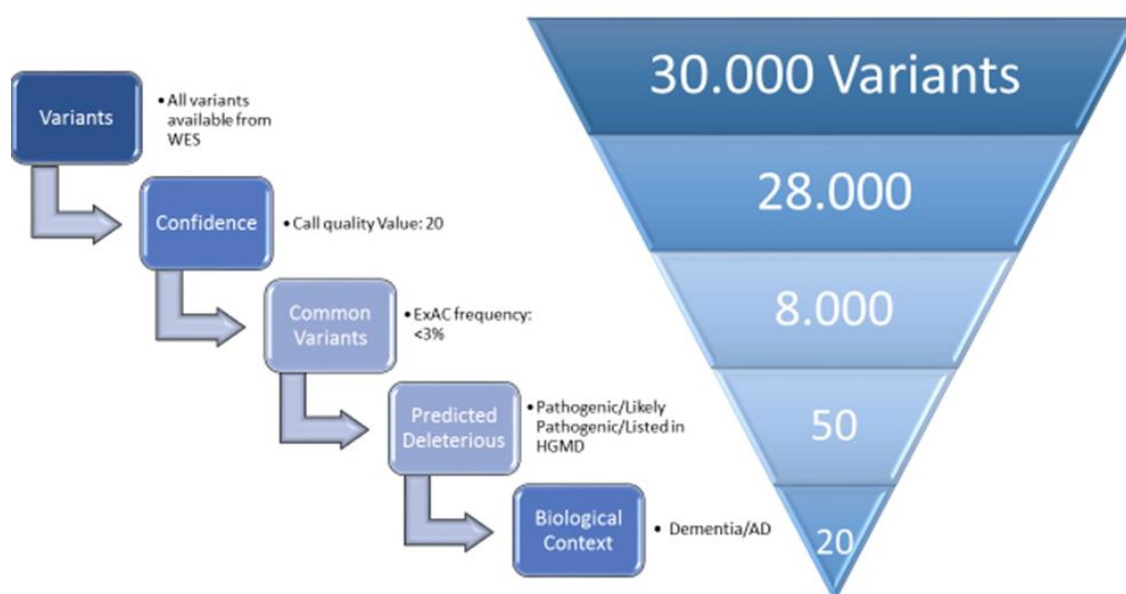 Variants
• All variants
available from
WES
Confidence
• Call quality Value: 20
Common
Variants
• ExAC frequency:
<3%
Predicted
Deleterious
• Pathogenic/Likely
Pathogenic/Listed in
HGMD
Biological
Context
• Dementia/AD
30.000 Variants
28.000
8.000
50
20